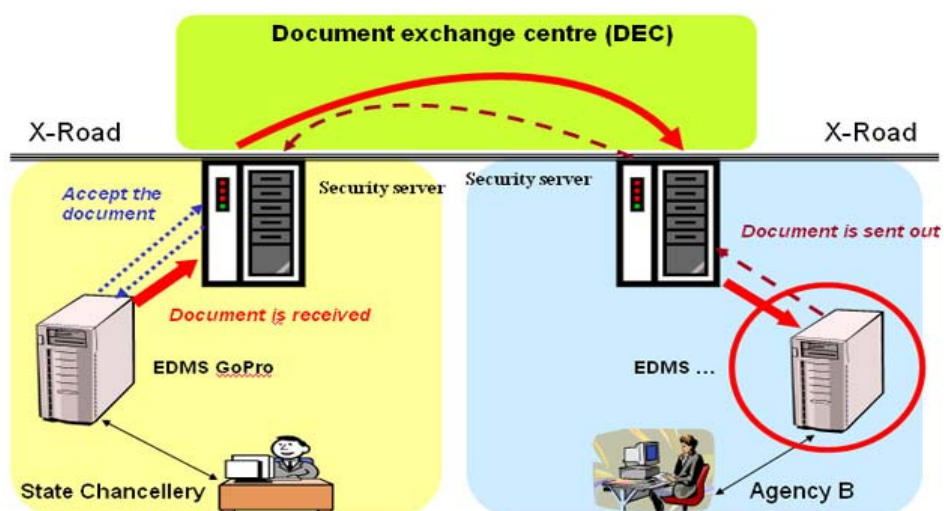 Document exchange centre (DEC)
X-Road
X-Road
Accept the
document
Security server
Security server
Document is sent out
Document is received
EDMS GoPro
EDMS ...
State Chancellery
Agency B